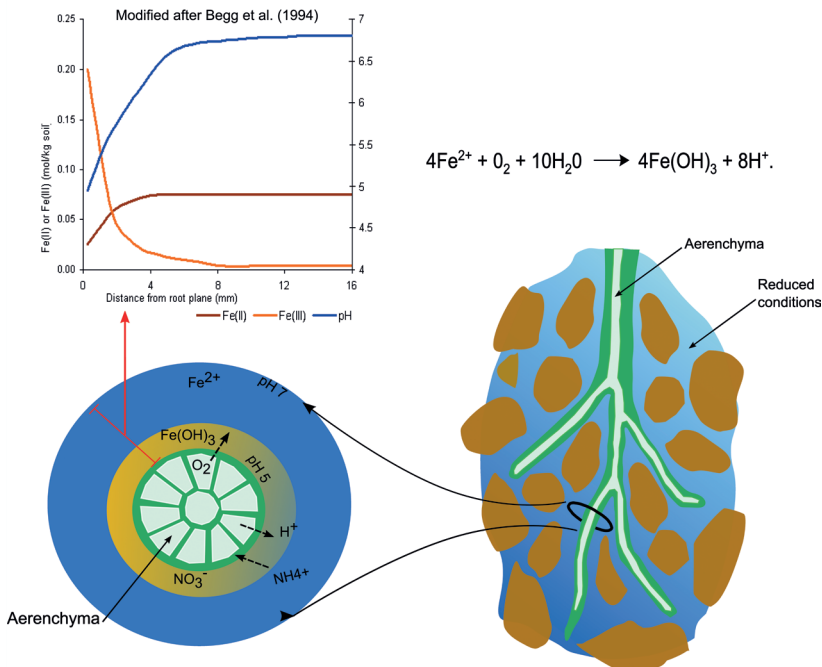 Modified after Begg et al. (1994)
Fe(II) or Fe(III) (mol/kg soil)
0.25
0.20
0.15
0.10
0.05
0.00
7
6.5
6
5.5
5
4.5
4
0
4
8
12
16
Distance from root plane (mm)
Fe(II) Fe(III) pH
4Fe²⁺ + 0₂ + 10H₂0 → 4Fe(OH)₃ + 8H⁺.
Aerenchyma
Reduced
conditions
Fe²⁺
pH 7
Fe(OH)₃
O₂
pH 5
H⁺
NO₃⁻
NH4+
Aerenchyma